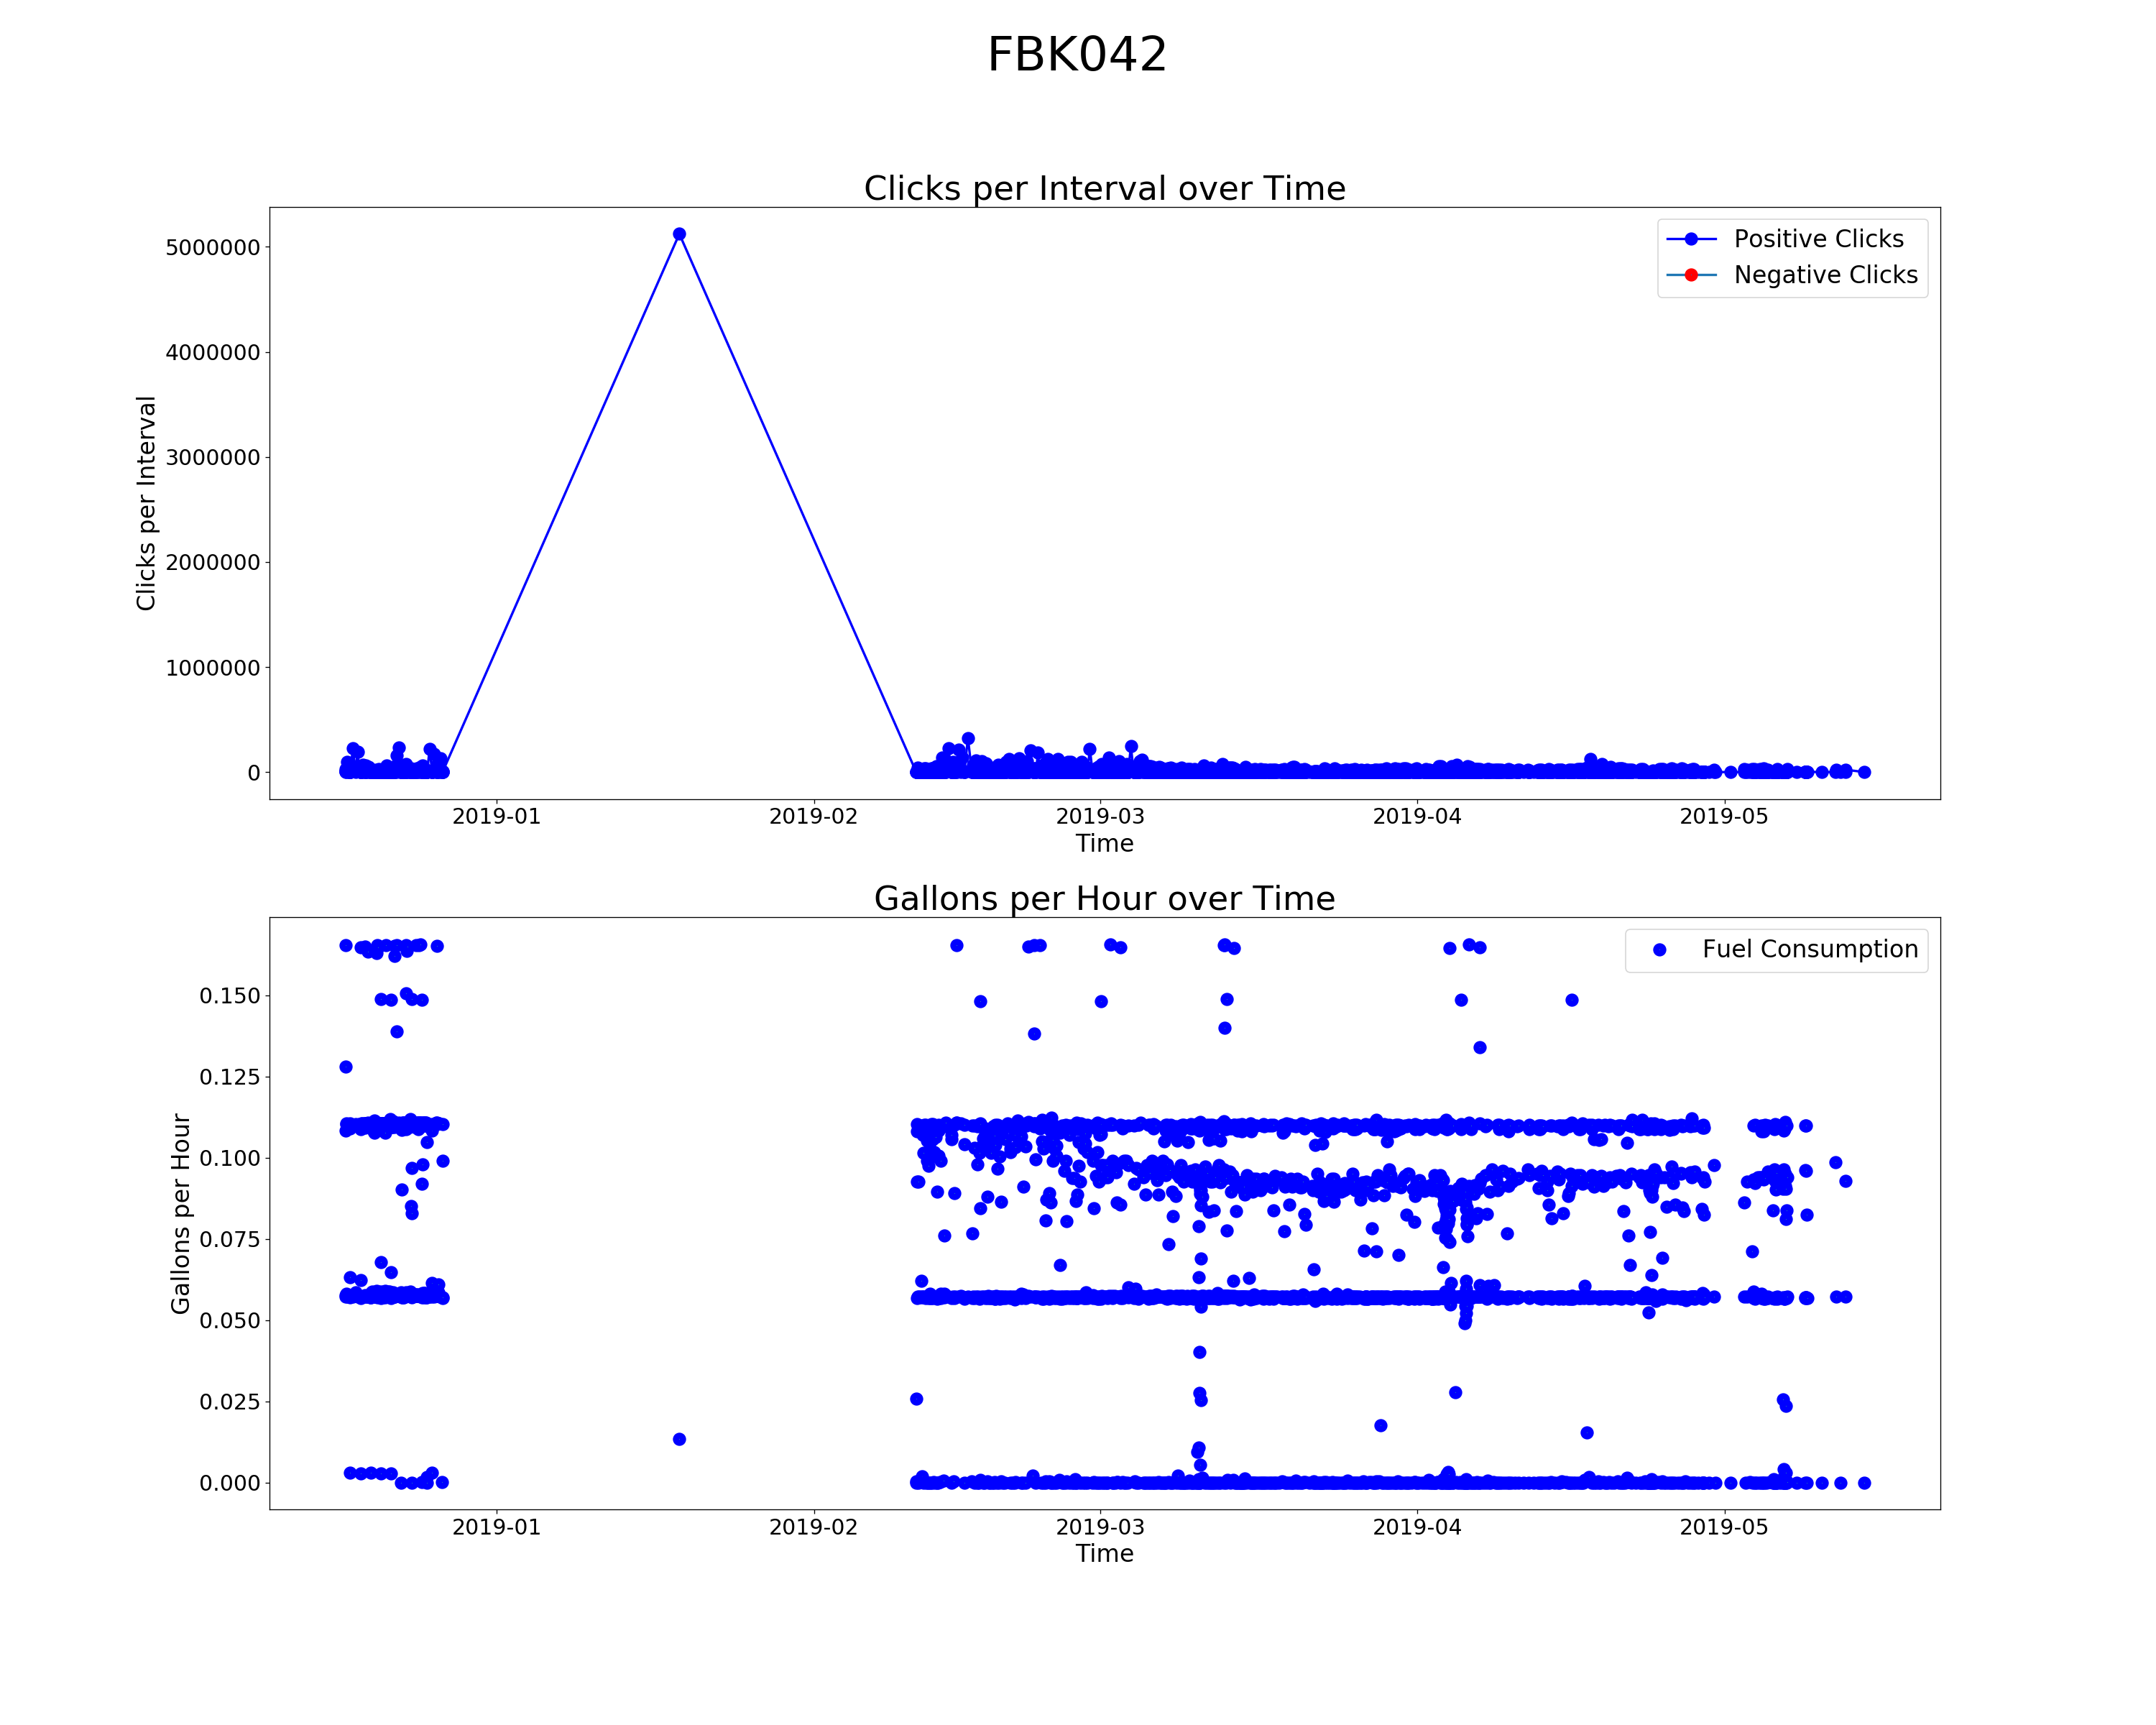 FBK042
Clicks per Interval over Time
Positive Clicks
Negative Clicks
5000000
4000000
3000000
2000000
1000000
0
Clicks per Interval
2019-01 2019-02 2019-03 2019-04 2019-05
Time
Gallons per Hour over Time
Fuel Consumption
0.150
0.125
0.100
0.075
0.050
0.025
0.000
Gallons per Hour
2019-01 2019-02 2019-03 2019-04 2019-05
Time